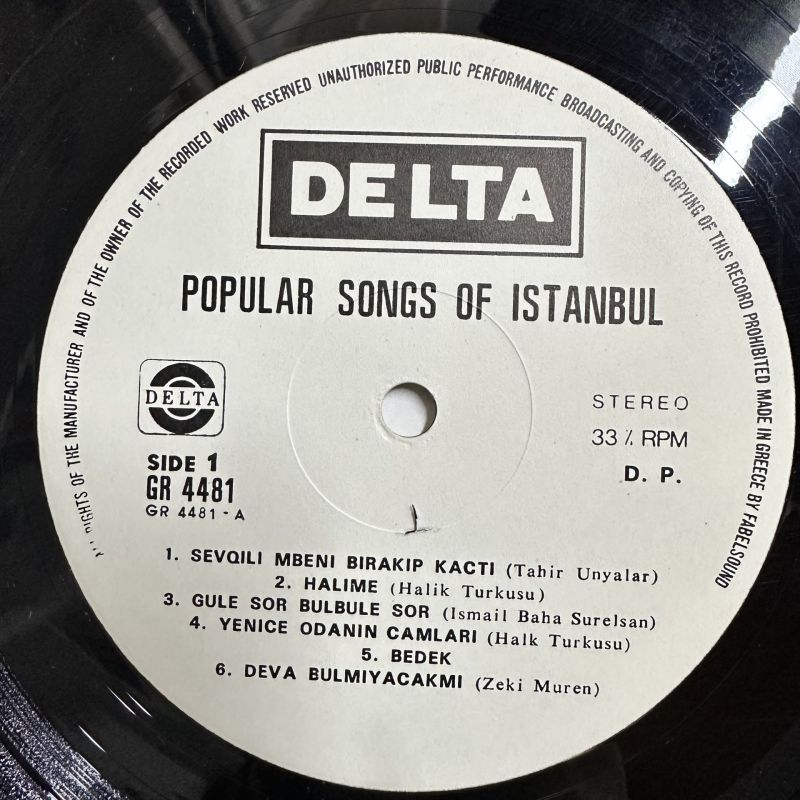 ALL RIGHTS OF THE MANUFACTURER AND OF THE OWNER OF THE RECORDED WORK RESERVED UNAUTHORIZED PUBLIC PERFORMANCE BROADCASTING AND COPYING OF THIS RECORD PROHIBITED MADE IN GREECE BY FABELSOUND
DELTA
POPULAR SONGS OF ISTANBUL
DELTA
STEREO
33 ⅓ RPM
D. P.
SIDE 1
GR 4481
GR 4481 - A
1. SEVQILI MBENI BIRAKIP KACTI (Tahir Unyalar)
2. HALIME (Halik Turkusu)
3. GULE SOR BULBULE SOR (Ismail Baha Surelsan)
4. YENICE ODANIN CAMLARI (Halk Turkusu)
5. BEDEK
6. DEVA BULMIYACAKMI (Zeki Muren)